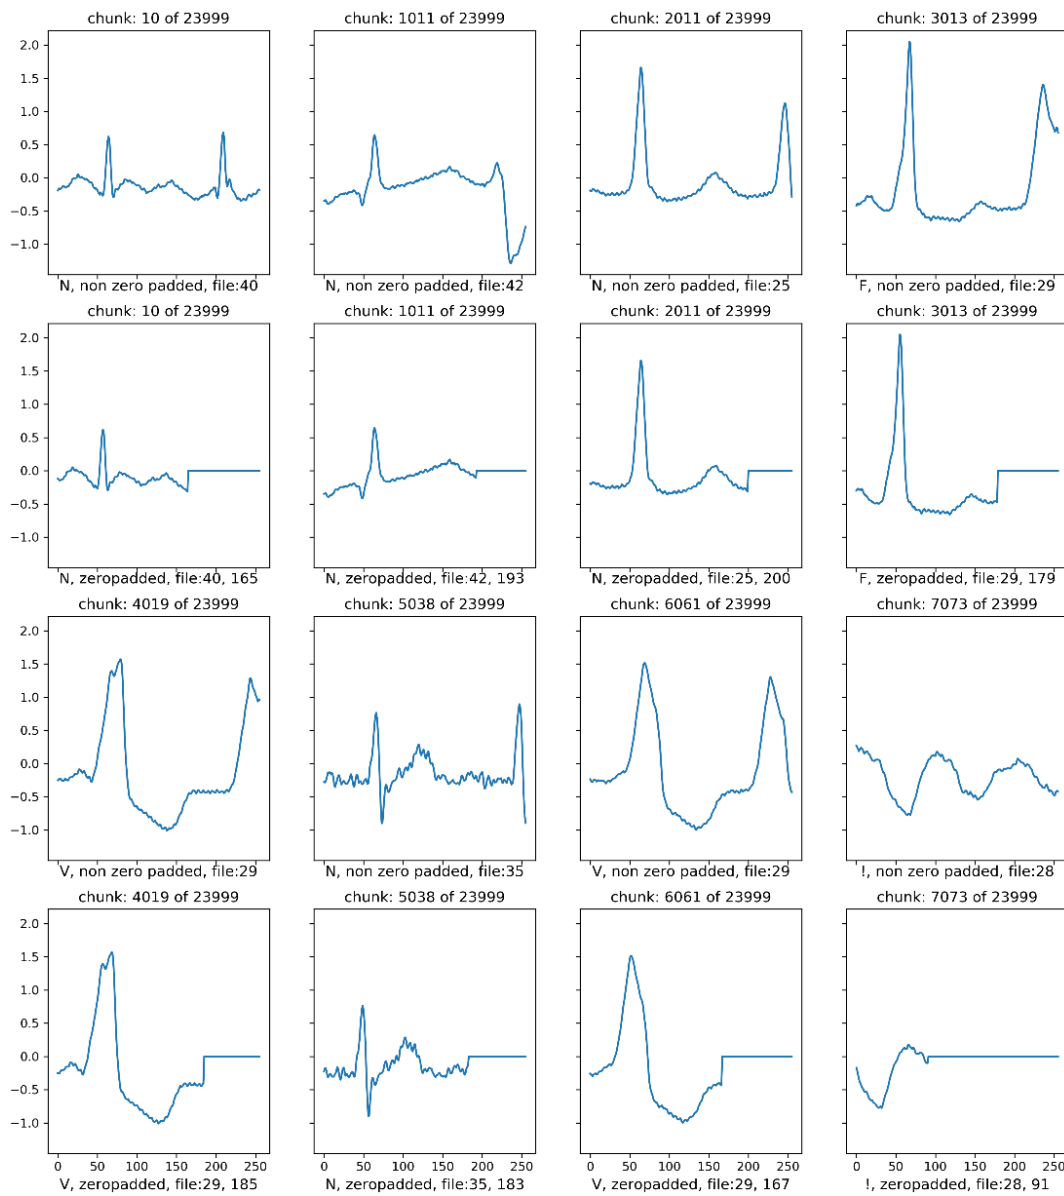 chunk: 10 of 23999
chunk: 1011 of 23999
chunk: 2011 of 23999
chunk: 3013 of 23999
2.0
1.5
1.0
0.5
0.0
−0.5
−1.0
N, non zero padded, file:40
N, non zero padded, file:42
N, non zero padded, file:25
F, non zero padded, file:29
chunk: 10 of 23999
chunk: 1011 of 23999
chunk: 2011 of 23999
chunk: 3013 of 23999
2.0
1.5
1.0
0.5
0.0
−0.5
−1.0
N, zeropadded, file:40, 165
N, zeropadded, file:42, 193
N, zeropadded, file:25, 200
F, zeropadded, file:29, 179
chunk: 4019 of 23999
chunk: 5038 of 23999
chunk: 6061 of 23999
chunk: 7073 of 23999
2.0
1.5
1.0
0.5
0.0
−0.5
−1.0
V, non zero padded, file:29
N, non zero padded, file:35
V, non zero padded, file:29
!, non zero padded, file:28
chunk: 4019 of 23999
chunk: 5038 of 23999
chunk: 6061 of 23999
chunk: 7073 of 23999
2.0
1.5
1.0
0.5
0.0
−0.5
−1.0
0 50 100 150 200 250
0 50 100 150 200 250
0 50 100 150 200 250
0 50 100 150 200 250
V, zeropadded, file:29, 185
N, zeropadded, file:35, 183
V, zeropadded, file:29, 167
!, zeropadded, file:28, 91